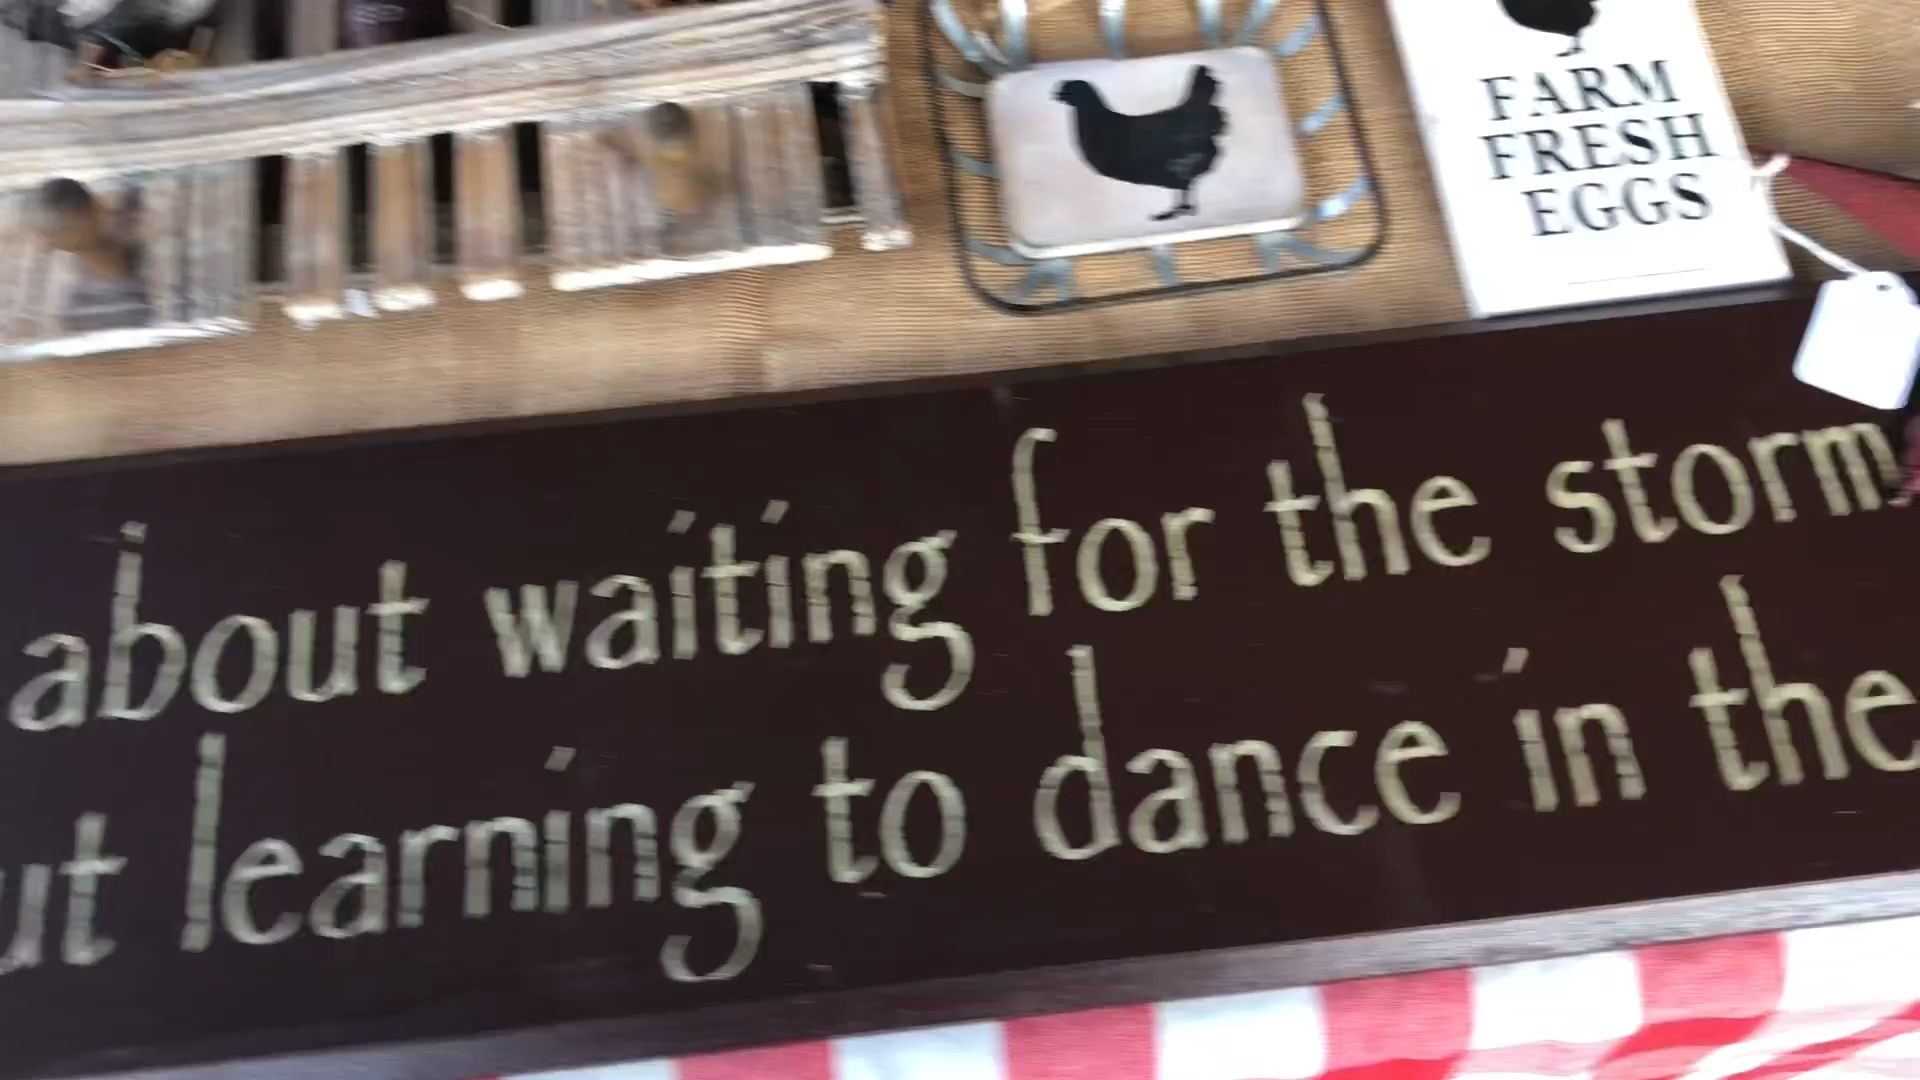 FARM
FRESH
EGGS
about waiting for the storm
ut learning to dance in the